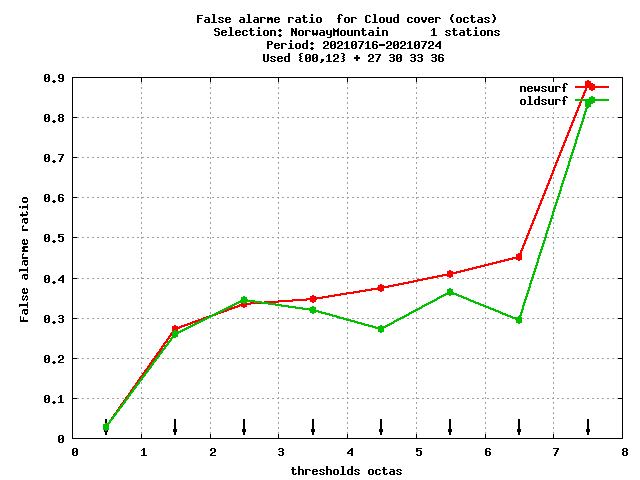 False alarme ratio  for Cloud cover (octas)
Selection: NorwayMountain      1 stations
Period: 20210716-20210724
Used {00,12} + 27 30 33 36
newsurf
oldsurf
0.9
0.8
0.7
0.6
0.5
0.4
0.3
0.2
0.1
0
False alarme ratio
0 1 2 3 4 5 6 7 8
thresholds octas